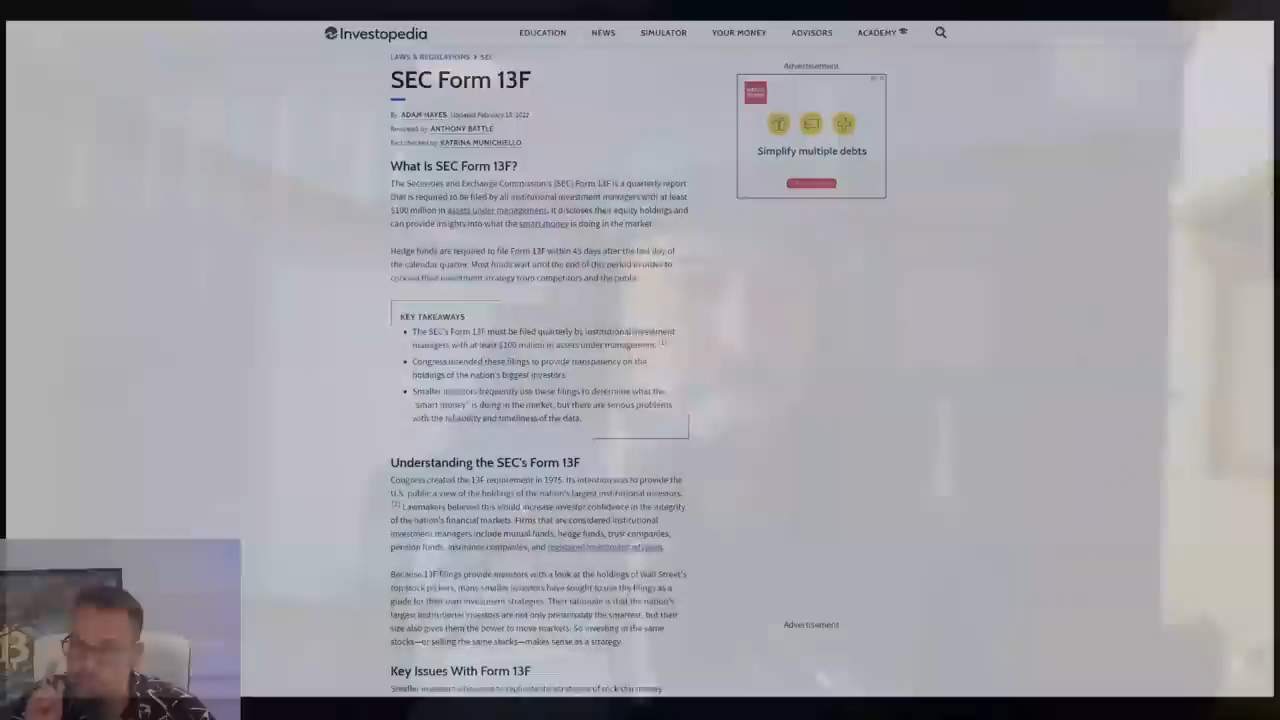 Investopedia
EDUCATION NEWS SIMULATOR YOUR MONEY ADVISORS ACADEMY
LAWS & REGULATIONS > SEC
SEC Form 13F
By ADAM HAYES Updated February 10, 2022
Reviewed by ANTHONY BATTLE
Fact checked by KATRINA MUNICHIELLO
What Is SEC Form 13F?
The Securities and Exchange Commission's (SEC) Form 13F is a quarterly report
that is required to be filed by all institutional investment managers with at least
$100 million in assets under management. It discloses their equity holdings and
can provide insights into what the smart money is doing in the market.
Hedge funds are required to file Form 13F within 45 days after the last day of
the calendar quarter. Most funds wait until the end of this period in order to
conceal their investment strategy from competitors and the public.
KEY TAKEAWAYS
• The SEC's Form 13F must be filed quarterly by institutional investment
managers with at least $100 million in assets under management. [1]
• Congress intended these filings to provide transparency on the
holdings of the nation's biggest investors.
• Smaller investors frequently use these filings to determine what the
"smart money" is doing in the market, but there are serious problems
with the reliability and timeliness of the data.
Understanding the SEC's Form 13F
Congress created the 13F requirement in 1975. Its intention was to provide the
U.S. public a view of the holdings of the nation's largest institutional investors.
[2] Lawmakers believed this would increase investor confidence in the integrity
of the nation's financial markets. Firms that are considered institutional
investment managers include mutual funds, hedge funds, trust companies,
pension funds, insurance companies, and registered investment advisors.
Because 13F filings provide investors with a look at the holdings of Wall Street's
top stock pickers, many smaller investors have sought to use the filings as a
guide for their own investment strategies. Their rationale is that the nation's
largest institutional investors are not only presumably the smartest, but their
size also gives them the power to move markets. So investing in the same
stocks—or selling the same stocks—makes sense as a strategy.
Key Issues With Form 13F
Smaller investors
Advertisement
Simplify multiple debts
Advertisement